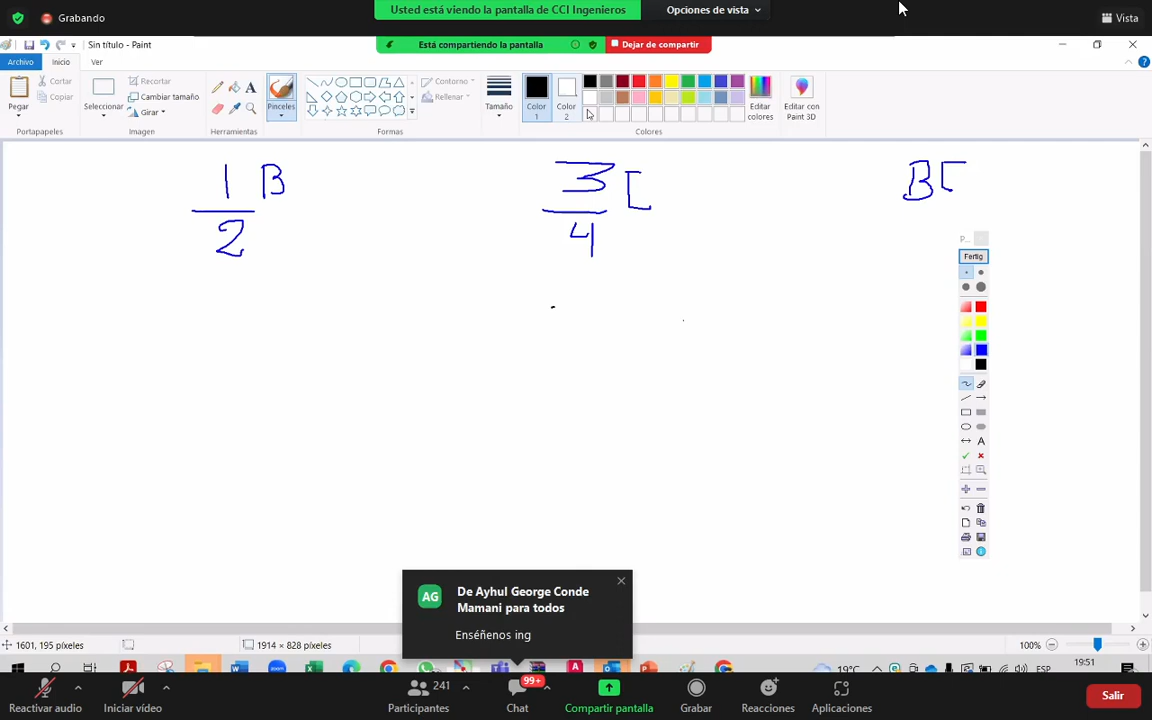 Usted está viendo la pantalla de CCI Ingenieros
Opciones de vista
Grabando
Vista
Sin título - Paint
Está compartiendo la pantalla
Dejar de compartir
Archivo
Inicio
Ver
Pegar
Cortar
Copiar
Portapapeles
Seleccionar
Recortar
Cambiar tamaño
Girar
Imagen
A
Herramientas
Pinceles
Formas
Contorno
Rellenar
Tamaño
Color 1
Color 2
Colores
Editar colores
Editar con Paint 3D
1 B
2
3 [
4
B[
P...
Fertig
A
AG
De Ayhul George Conde
Mamani para todos
Enséñenos ing
1601, 195 píxeles
1914 × 828 píxeles
100%
19°C
ESP
19:51
Reactivar audio
Iniciar vídeo
241
Participantes
99+
Chat
Compartir pantalla
Grabar
Reacciones
Aplicaciones
Salir